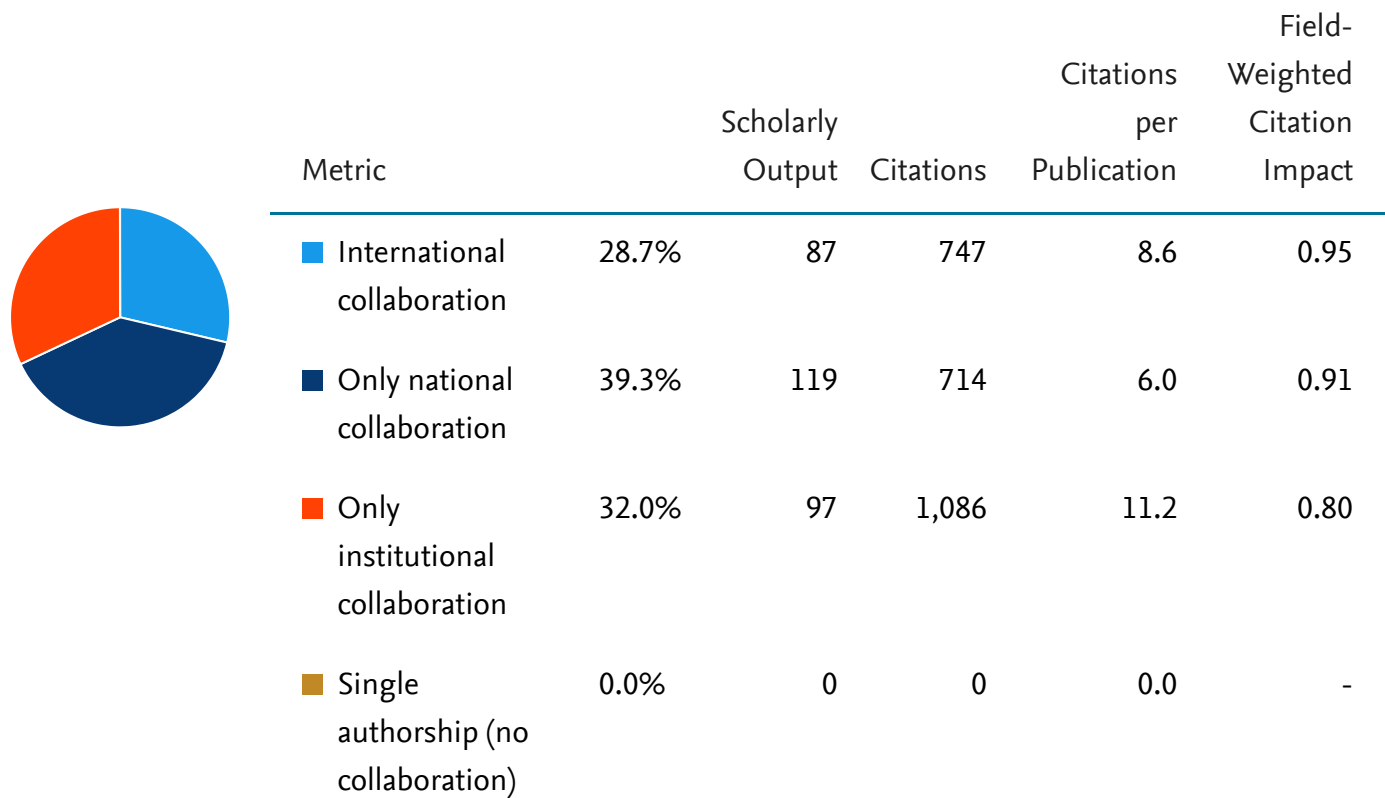 Field-
Citations Weighted
Scholarly per Citation
Metric Output Citations Publication Impact
International 28.7% 87 747 8.6 0.95
collaboration
Only national 39.3% 119 714 6.0 0.91
collaboration
Only 32.0% 97 1,086 11.2 0.80
institutional
collaboration
Single 0.0% 0 0 0.0 -
authorship (no
collaboration)